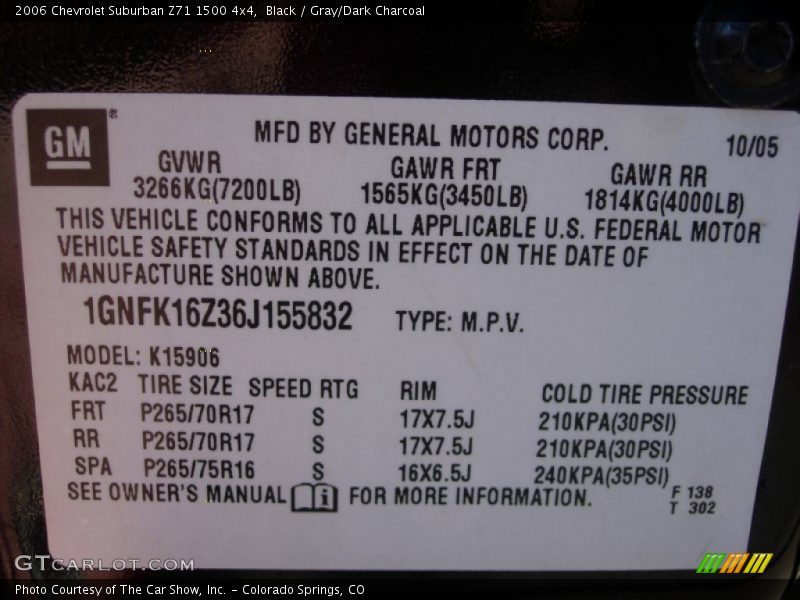 2006 Chevrolet Suburban Z71 1500 4x4, Black / Gray/Dark Charcoal
GM®
MFD BY GENERAL MOTORS CORP. 10/05
GVWR GAWR FRT GAWR RR
3266KG(7200LB) 1565KG(3450LB) 1814KG(4000LB)
THIS VEHICLE CONFORMS TO ALL APPLICABLE U.S. FEDERAL MOTOR
VEHICLE SAFETY STANDARDS IN EFFECT ON THE DATE OF
MANUFACTURE SHOWN ABOVE.
1GNFK16Z36J155832 TYPE: M.P.V.
MODEL: K15906
KAC2 TIRE SIZE SPEED RTG RIM COLD TIRE PRESSURE
FRT P265/70R17 S 17X7.5J 210KPA(30PSI)
RR P265/70R17 S 17X7.5J 210KPA(30PSI)
SPA P265/75R16 S 16X6.5J 240KPA(35PSI)
SEE OWNER'S MANUAL i FOR MORE INFORMATION.
F 138
T 302
GTCarLot.com
Photo Courtesy of The Car Show, Inc. – Colorado Springs, CO